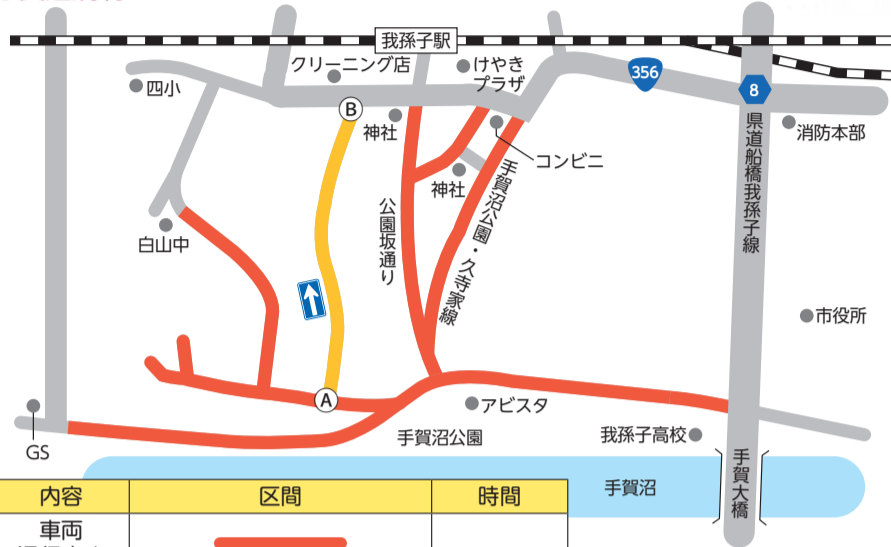 我孫子駅
クリーニング店
けやき
プラザ
四小
356
8
B
神社
消防本部
コンビニ
神社
手賀沼公園・久寺家線
公園坂通り
県道船橋我孫子線
白山中
市役所
A
アビスタ
GS
手賀沼公園
我孫子高校
手賀沼
手賀大橋
内容
区間
時間
車両